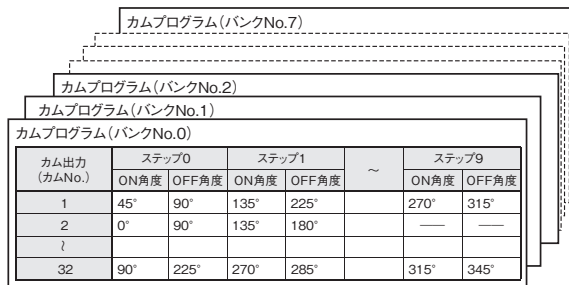 カムプログラム(バンクNo.7)
カムプログラム(バンクNo.2)
カムプログラム(バンクNo.1)
カムプログラム(バンクNo.0)
カム出力 (カムNo.) ステップ0 ステップ1 ～ ステップ9
ON角度 OFF角度 ON角度 OFF角度 ON角度 OFF角度
1 45° 90° 135° 225° 270° 315°
2 0° 90° 135° 180° —— ——
～
32 90° 225° 270° 285° 315° 345°